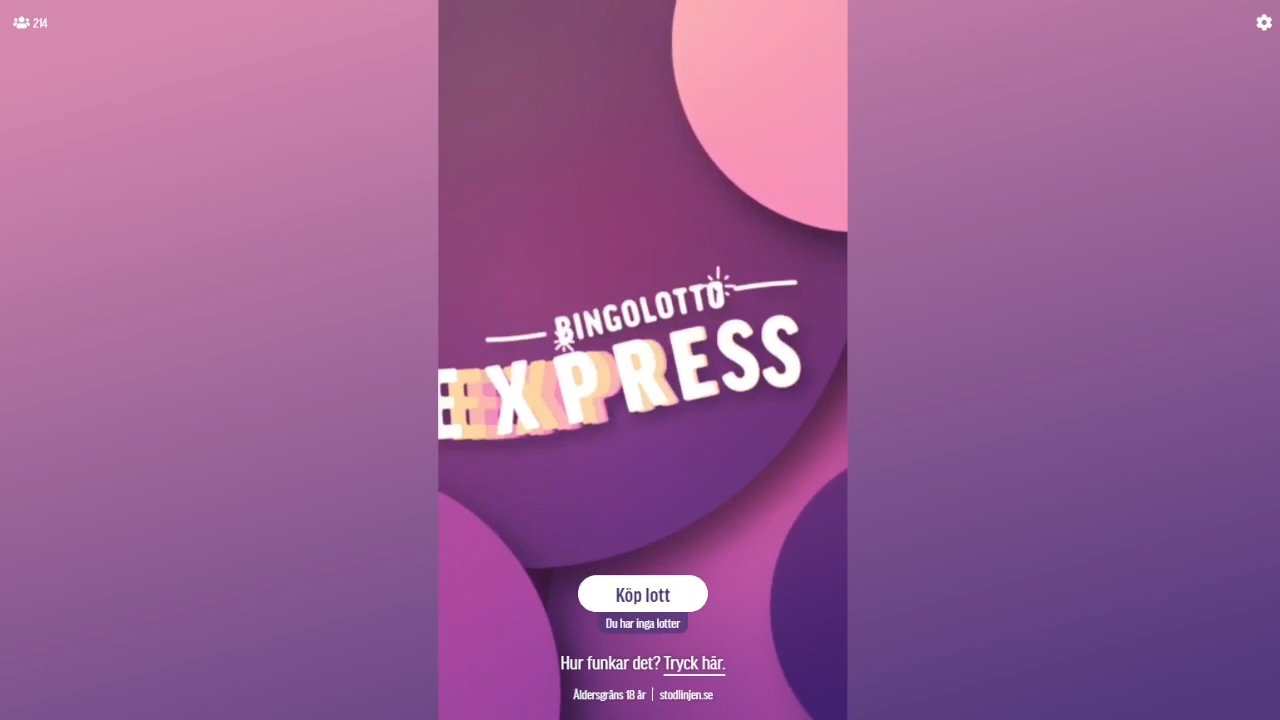 214
BINGOLOTTO
EXPRESS
Köp lott
Du har inga lotter
Hur funkar det? Tryck här.
Åldersgräns 18 år | stodlinjen.se